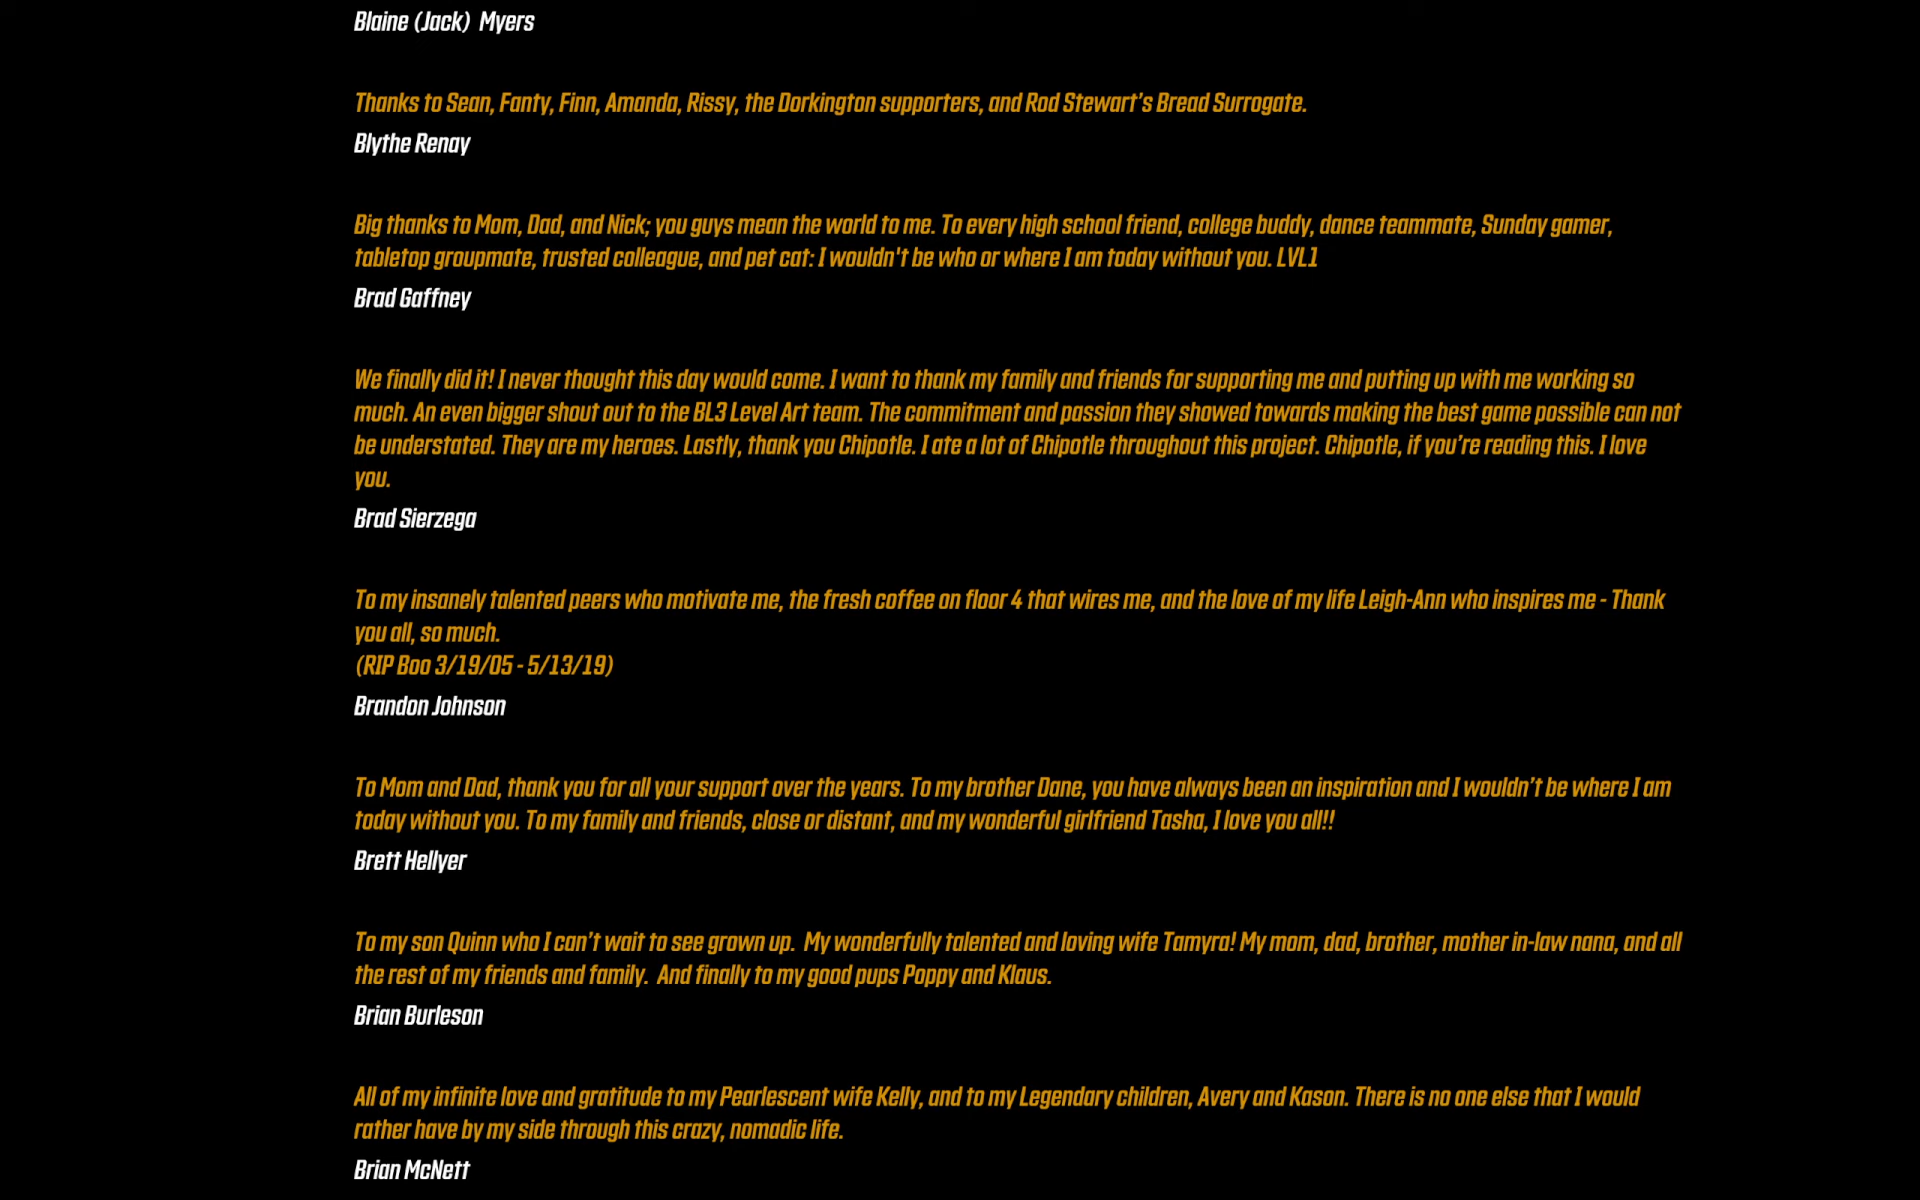 Blaine (Jack)  Myers
Thanks to Sean, Fanty, Finn, Amanda, Rissy, the Dorkington supporters, and Rod Stewart’s Bread Surrogate.
Blythe Renay
Big thanks to Mom, Dad, and Nick; you guys mean the world to me. To every high school friend, college buddy, dance teammate, Sunday gamer,
tabletop groupmate, trusted colleague, and pet cat: I wouldn't be who or where I am today without you. LVL1
Brad Gaffney
We finally did it! I never thought this day would come. I want to thank my family and friends for supporting me and putting up with me working so
much. An even bigger shout out to the BL3 Level Art team. The commitment and passion they showed towards making the best game possible can not
be understated. They are my heroes. Lastly, thank you Chipotle. I ate a lot of Chipotle throughout this project. Chipotle, if you’re reading this. I love
you.
Brad Sierzega
To my insanely talented peers who motivate me, the fresh coffee on floor 4 that wires me, and the love of my life Leigh-Ann who inspires me - Thank
you all, so much.
(RIP Boo 3/19/05 - 5/13/19)
Brandon Johnson
To Mom and Dad, thank you for all your support over the years. To my brother Dane, you have always been an inspiration and I wouldn’t be where I am
today without you. To my family and friends, close or distant, and my wonderful girlfriend Tasha, I love you all!!
Brett Hellyer
To my son Quinn who I can’t wait to see grown up.  My wonderfully talented and loving wife Tamyra! My mom, dad, brother, mother in-law nana, and all
the rest of my friends and family.  And finally to my good pups Poppy and Klaus.
Brian Burleson
All of my infinite love and gratitude to my Pearlescent wife Kelly, and to my Legendary children, Avery and Kason. There is no one else that I would
rather have by my side through this crazy, nomadic life.
Brian McNett